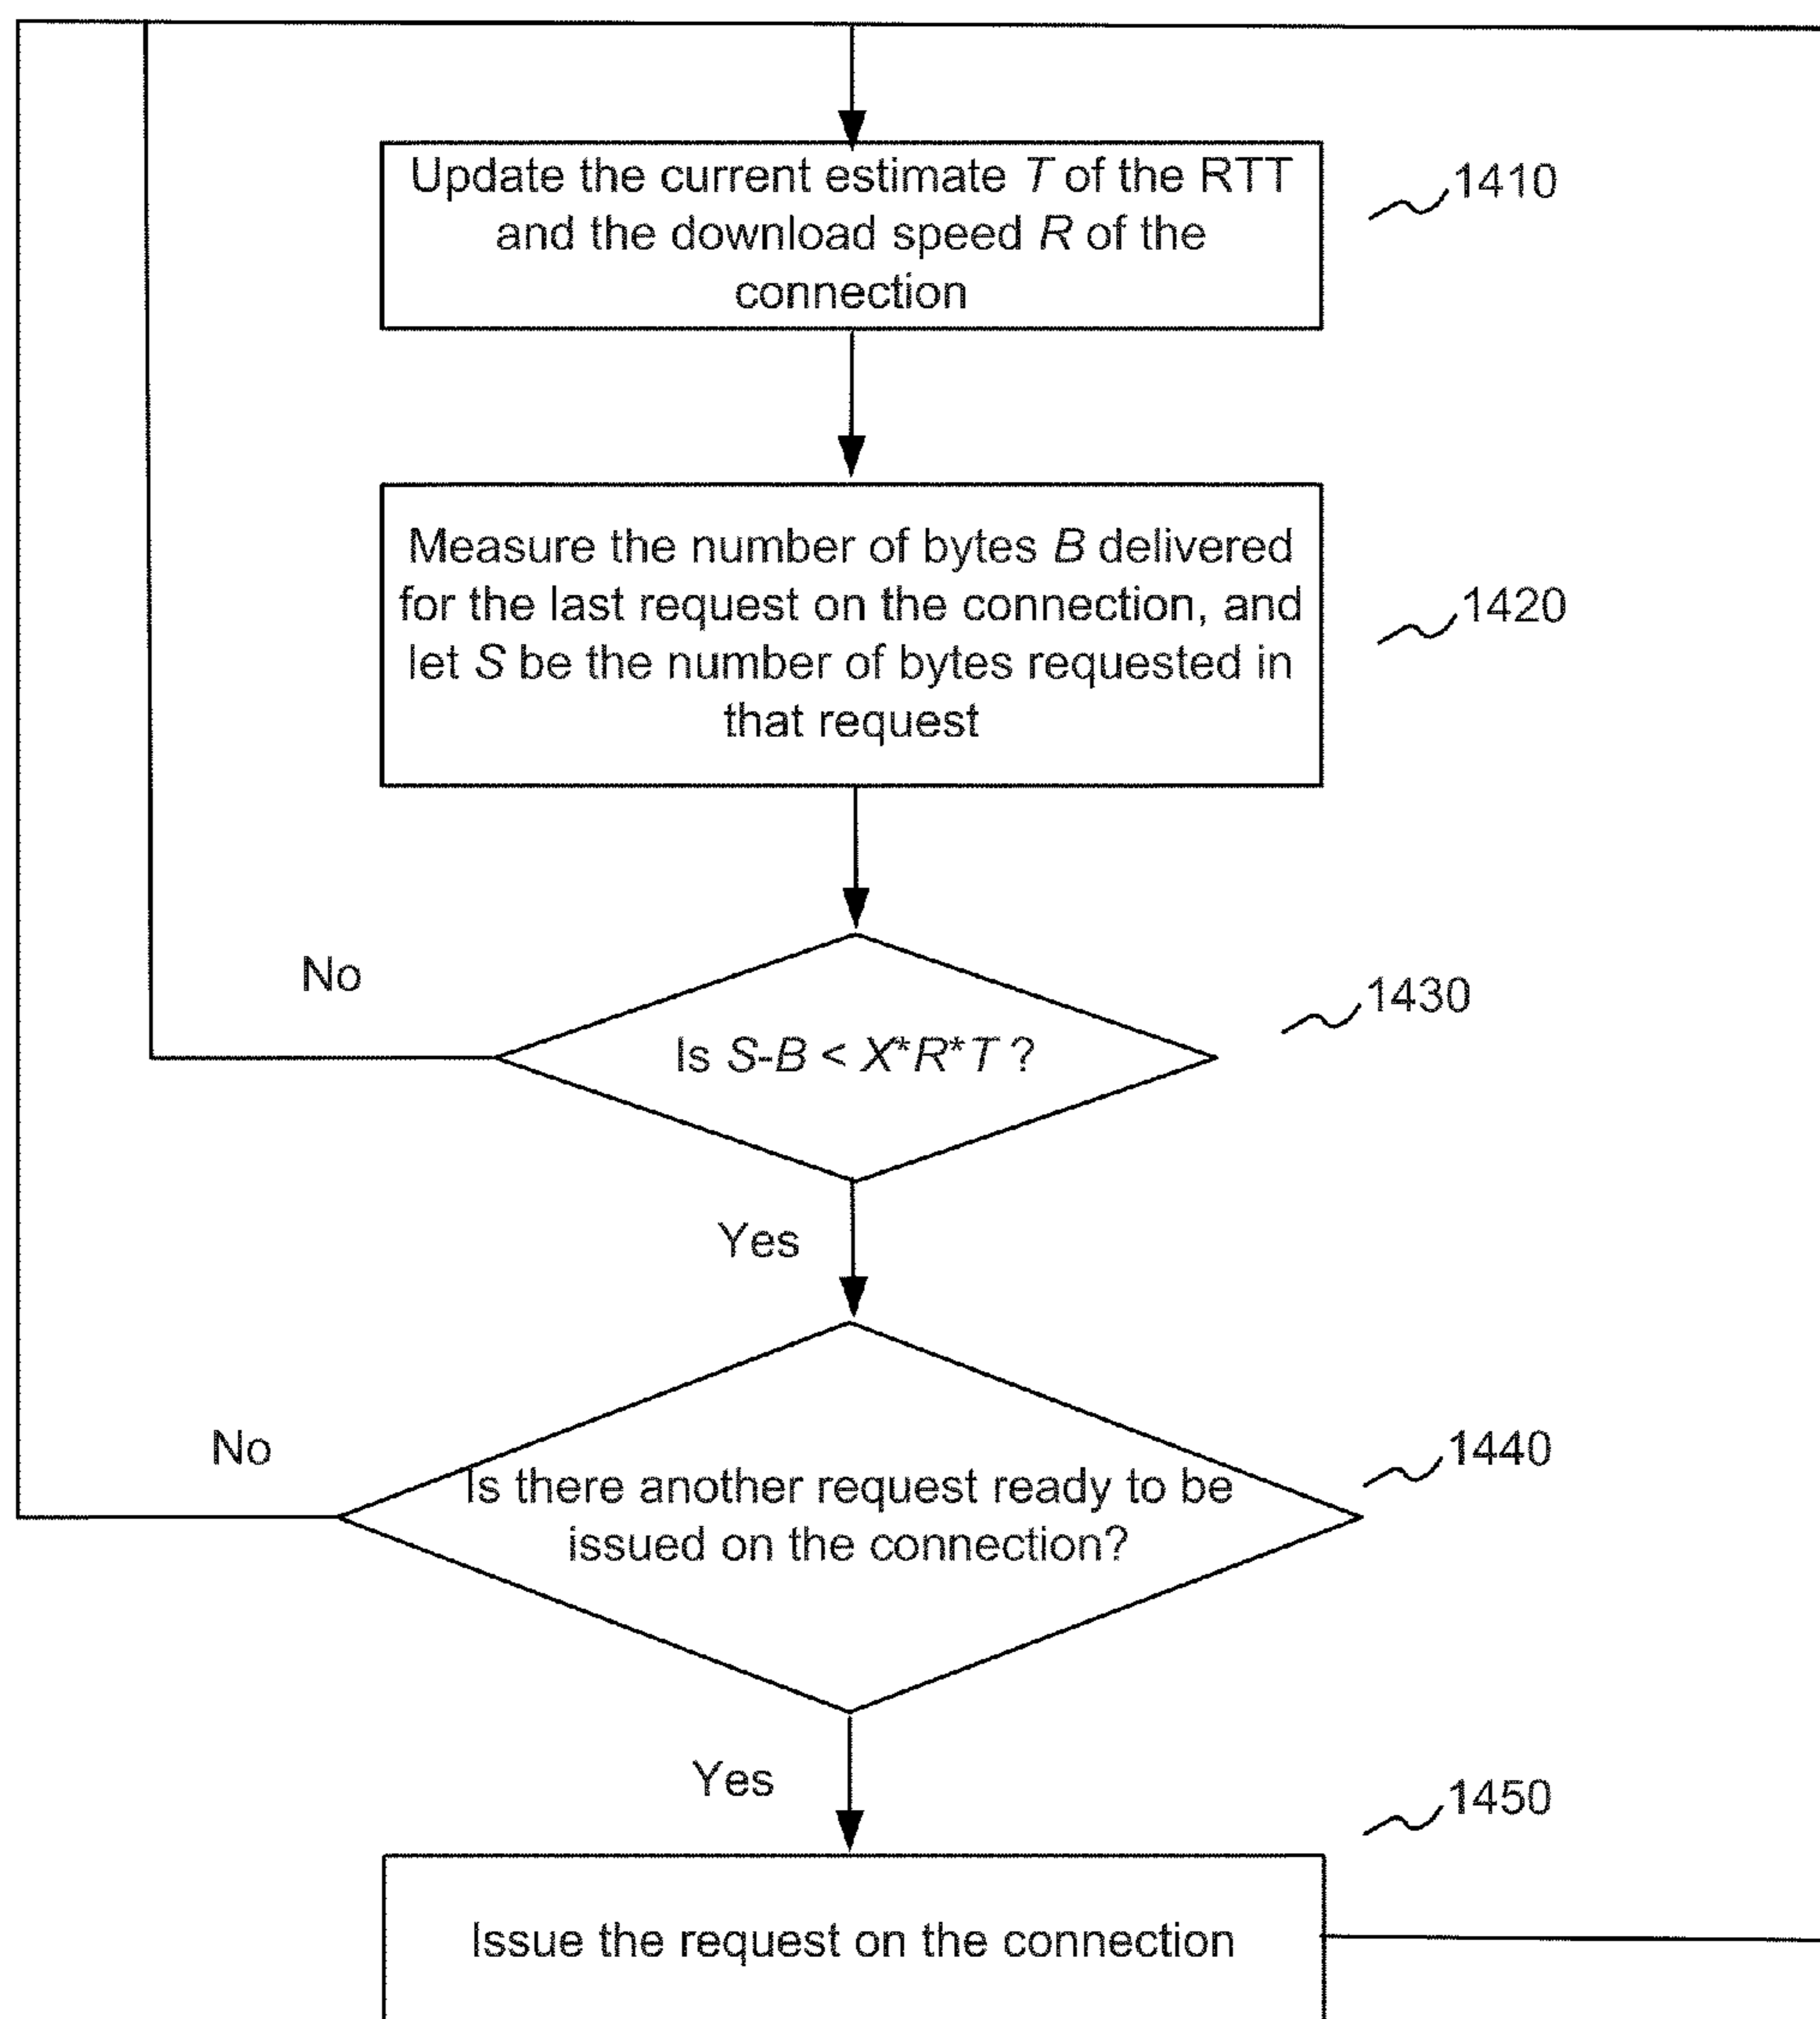 Update the current estimate T of the RTT
and the download speed R of the
connection
1410
Measure the number of bytes B delivered
for the last request on the connection, and
let S be the number of bytes requested in
that request
1420
No
Is S-B < X*R*T ?
1430
Yes
No
Is there another request ready to be
issued on the connection?
1440
Yes
1450
Issue the request on the connection